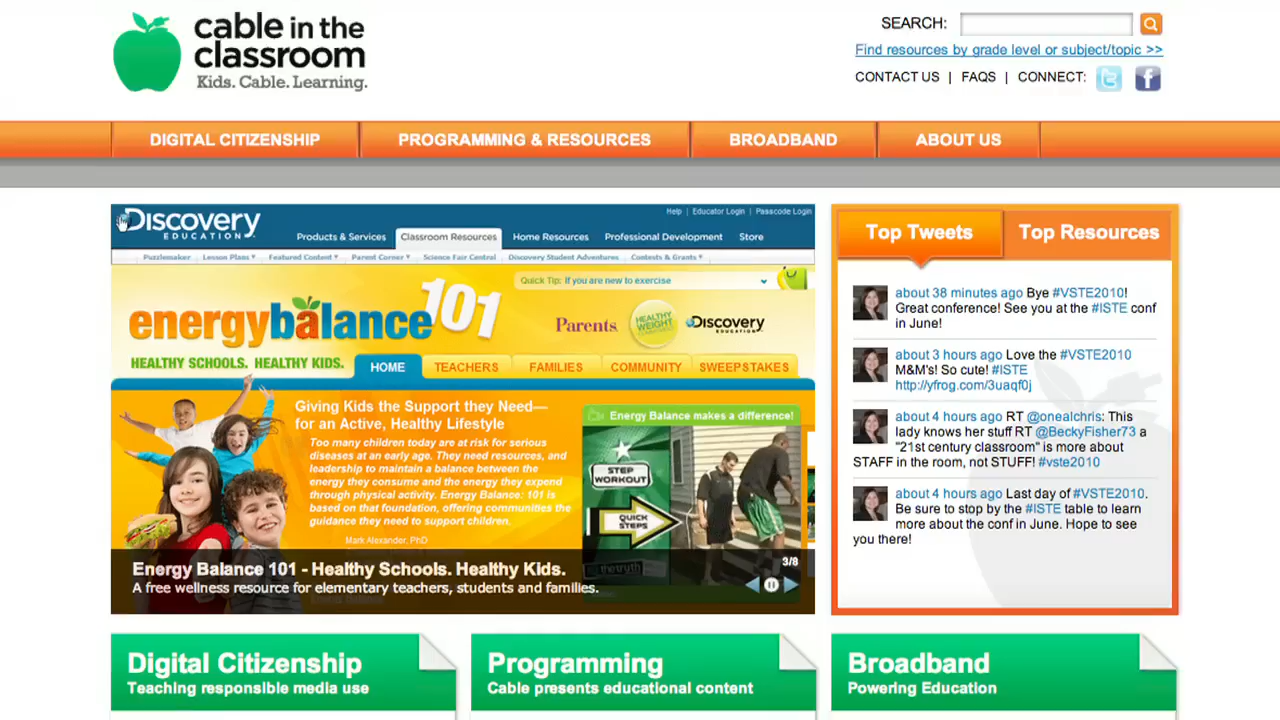 cable in the
classroom
Kids. Cable. Learning.
SEARCH:
Find resources by grade level or subject/topic >>
CONTACT US | FAQS | CONNECT:
DIGITAL CITIZENSHIP
PROGRAMMING & RESOURCES
BROADBAND
ABOUT US
Discovery
EDUCATION
Help | Educator Login | Passcode Login
Products & Services
Classroom Resources
Home Resources
Professional Development
Store
Puzzlemaker
Lesson Plans
Featured Content
Parent Corner
Science Fair Central
Discovery Student Adventures
Contests & Grants
Quick Tip: If you are new to exercise
energybalance 101
Parents.
HEALTHY WEIGHT
Discovery
EDUCATION
HEALTHY SCHOOLS. HEALTHY KIDS.
HOME
TEACHERS
FAMILIES
COMMUNITY
SWEEPSTAKES
Giving Kids the Support they Need—
for an Active, Healthy Lifestyle
Too many children today are at risk for serious
diseases at an early age. They need resources, and
leadership to maintain a balance between the
energy they consume and the energy they expend
through physical activity. Energy Balance: 101 is
based on that foundation, offering communities the
guidance they need to support children.
Mark Alexander, PhD
Energy Balance makes a difference!
STEP
WORKOUT
QUICK
STEPS
the truth
3/8
Energy Balance 101 - Healthy Schools. Healthy Kids.
A free wellness resource for elementary teachers, students and families.
Top Tweets
Top Resources
about 38 minutes ago Bye #VSTE2010!
Great conference! See you at the #ISTE conf
in June!
about 3 hours ago Love the #VSTE2010
M&M's! So cute! #ISTE
http://yfrog.com/3uaqf0j
about 4 hours ago RT @onealchris: This
lady knows her stuff RT @BeckyFisher73 a
"21st century classroom" is more about
STAFF in the room, not STUFF! #vste2010
about 4 hours ago Last day of #VSTE2010.
Be sure to stop by the #ISTE table to learn
more about the conf in June. Hope to see
you there!
Digital Citizenship
Teaching responsible media use
Programming
Cable presents educational content
Broadband
Powering Education